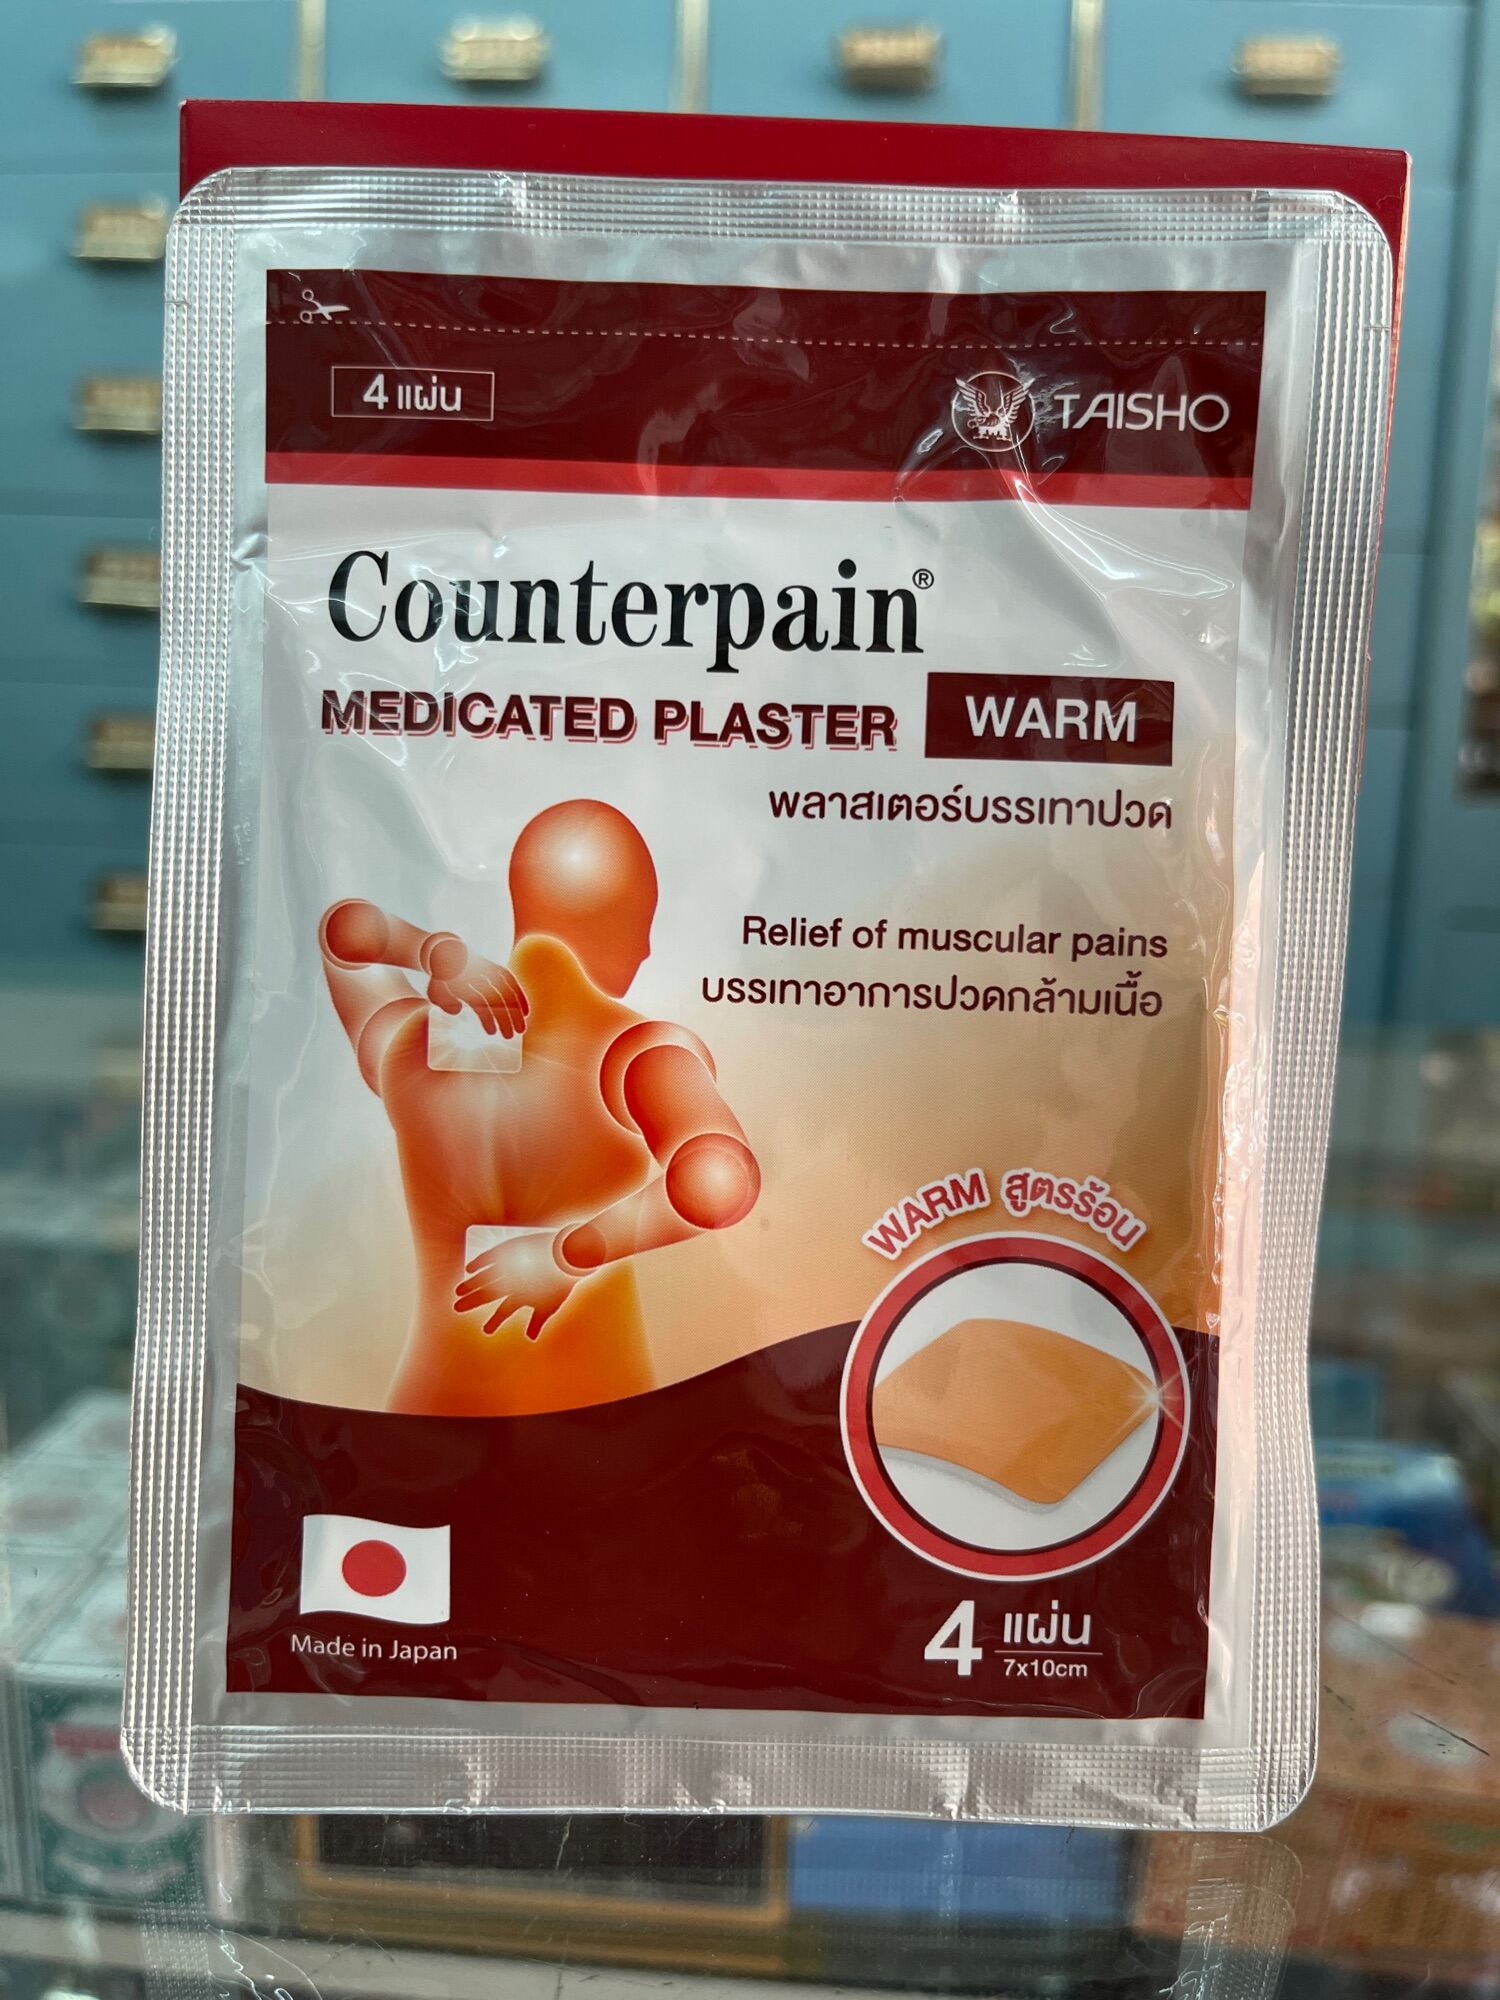 4 แผ่น
TAISHO
Counterpain®
MEDICATED PLASTER WARM
พลาสเตอร์บรรเทาปวด
Relief of muscular pains
บรรเทาอาการปวดกล้ามเนื้อ
WARM สูตรร้อน
Made in Japan
4 แผ่น
7x10cm